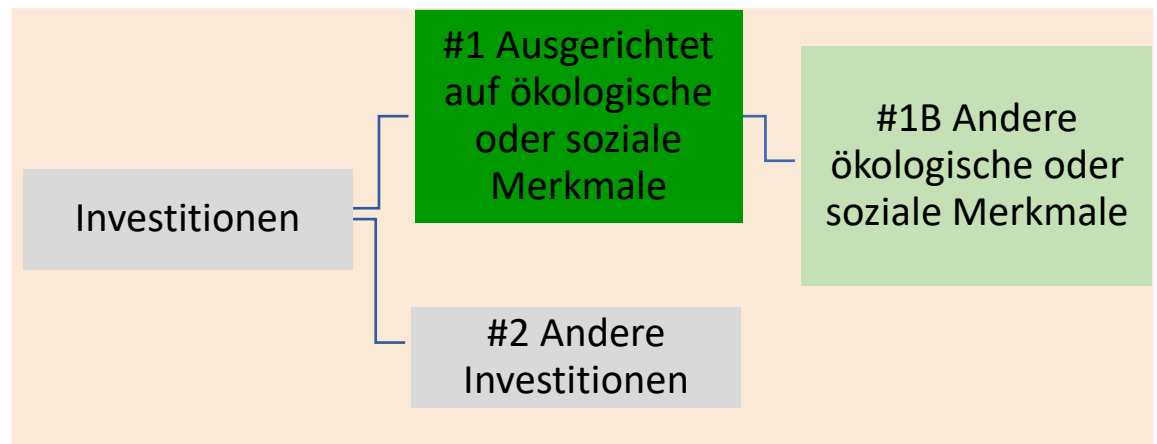 Investitionen
#1 Ausgerichtet
auf ökologische
oder soziale
Merkmale
#1B Andere
ökologische oder
soziale Merkmale
#2 Andere
Investitionen